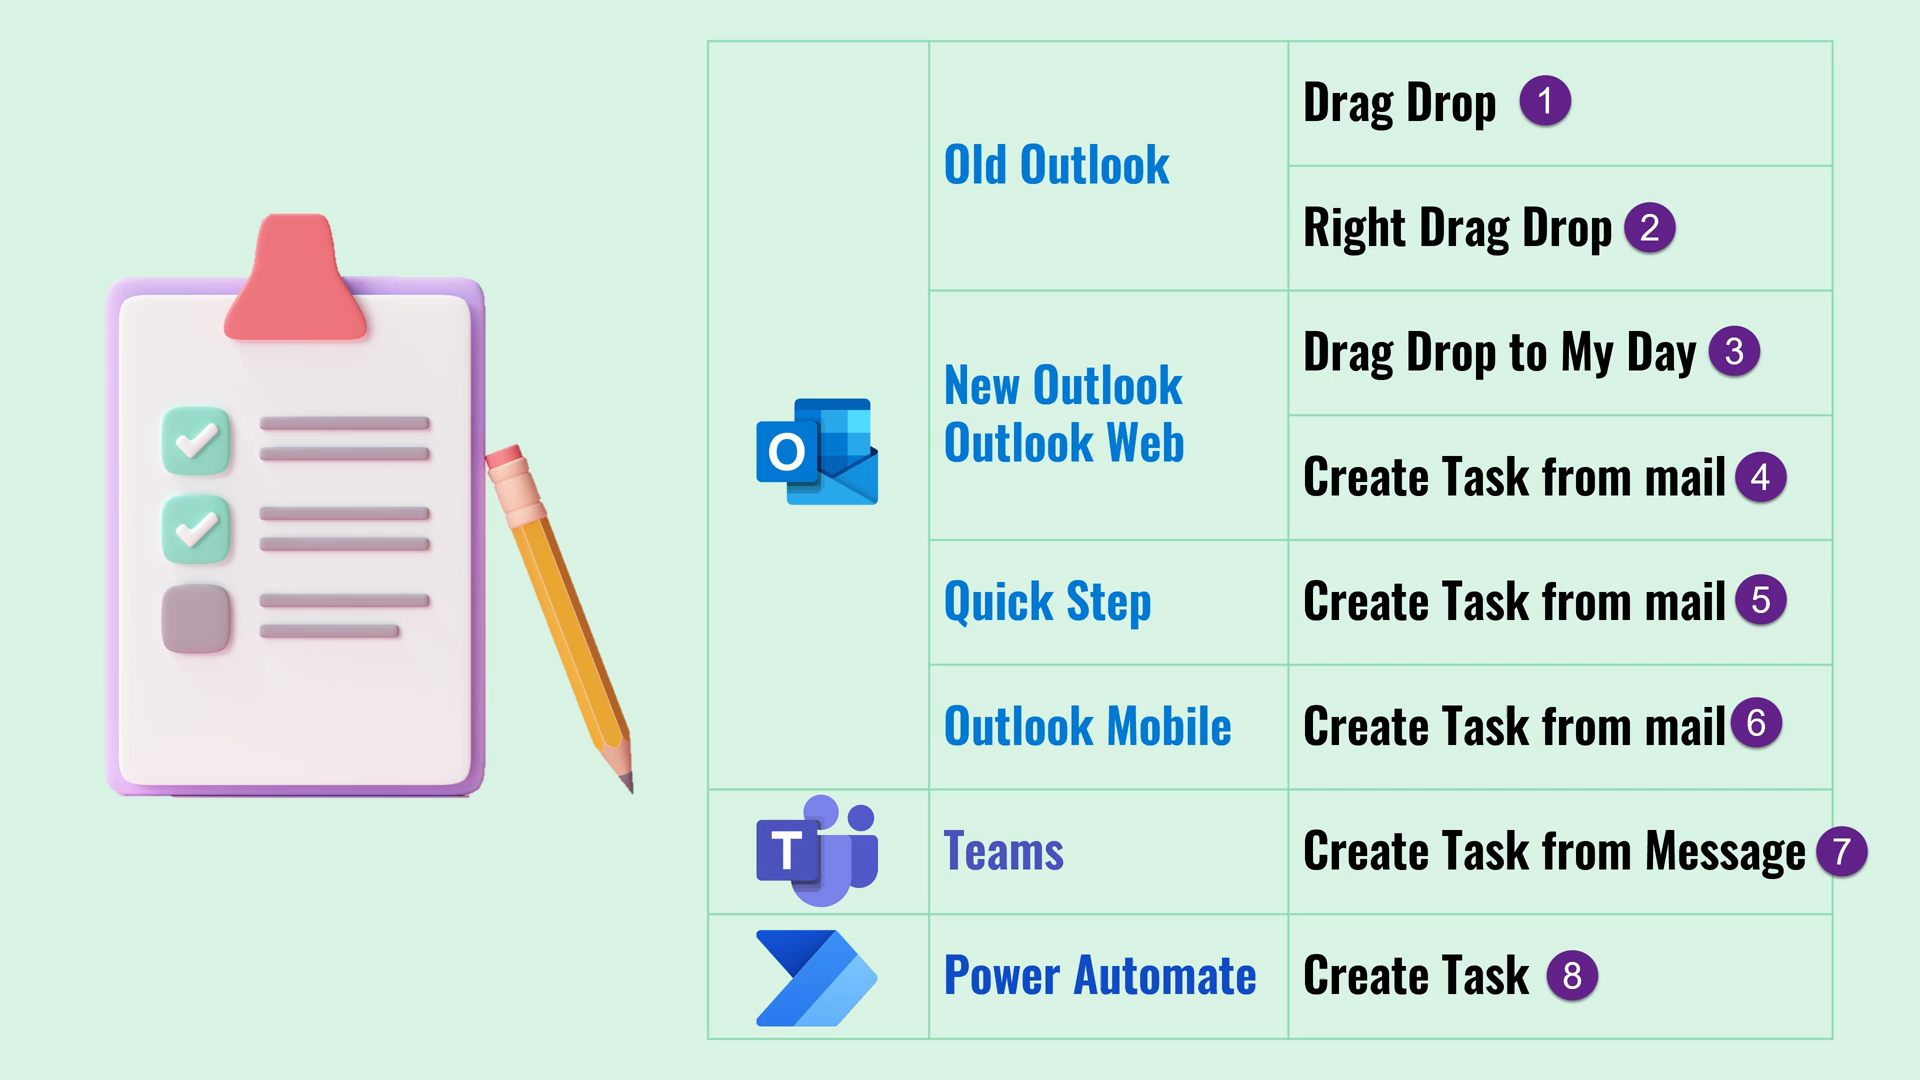 Old Outlook
Drag Drop 1
Right Drag Drop 2
New Outlook
Outlook Web
Drag Drop to My Day 3
Create Task from mail 4
Quick Step
Create Task from mail 5
Outlook Mobile
Create Task from mail 6
O
T
Teams
Create Task from Message 7
Power Automate
Create Task 8